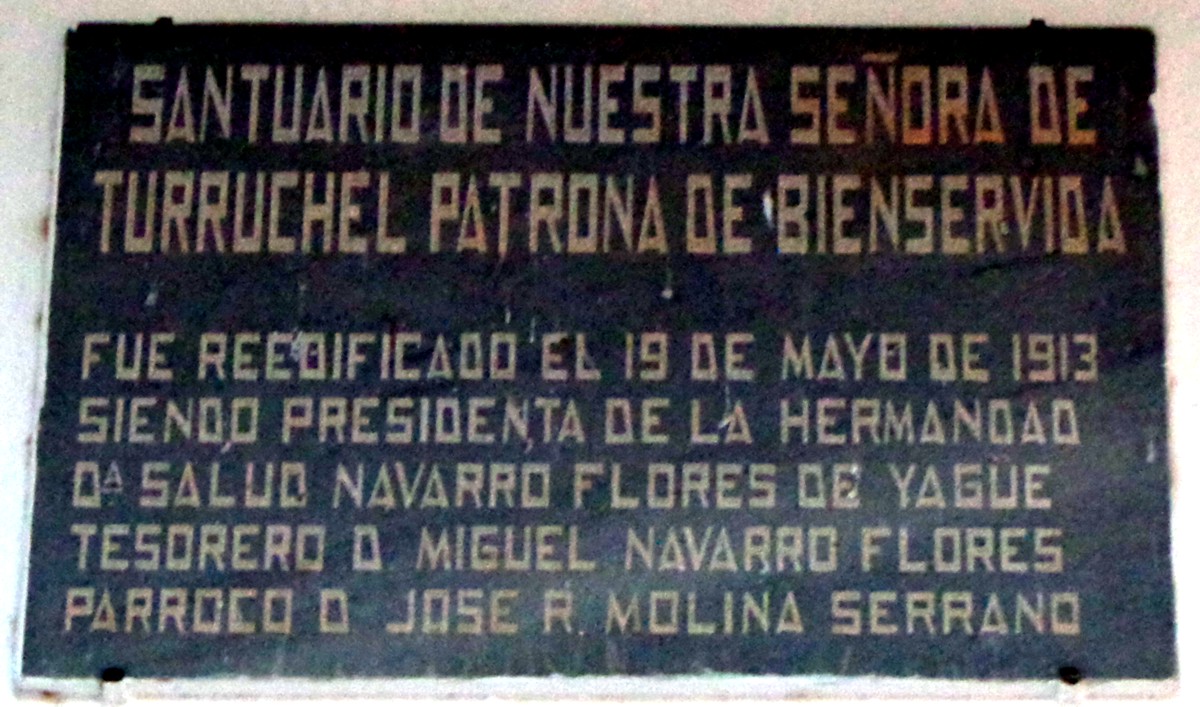 SANTUARIO DE NUESTRA SEÑORA DE
TURRUCHEL PATRONA DE BIENSERVIDA
FUE REEDIFICADO EL 19 DE MAYO DE 1913
SIENDO PRESIDENTA DE LA HERMANDAD
Dª SALUD NAVARRO FLORES DE YAGÜE
TESORERO D MIGUEL NAVARRO FLORES
PARROCO D JOSE R. MOLINA SERRANO